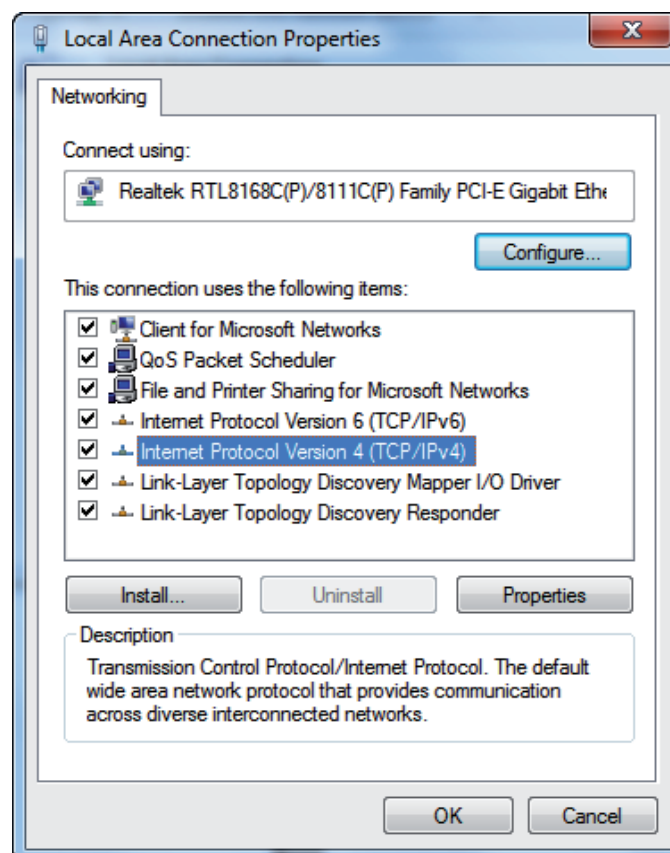 Local Area Connection Properties
Networking
Connect using:
Realtek RTL8168C(P)/8111C(P) Family PCI-E Gigabit Ethe
Configure...
This connection uses the following items:
Client for Microsoft Networks
QoS Packet Scheduler
File and Printer Sharing for Microsoft Networks
Internet Protocol Version 6 (TCP/IPv6)
Internet Protocol Version 4 (TCP/IPv4)
Link-Layer Topology Discovery Mapper I/O Driver
Link-Layer Topology Discovery Responder
Install... Uninstall Properties
Description
Transmission Control Protocol/Internet Protocol. The default
wide area network protocol that provides communication
across diverse interconnected networks.
OK Cancel